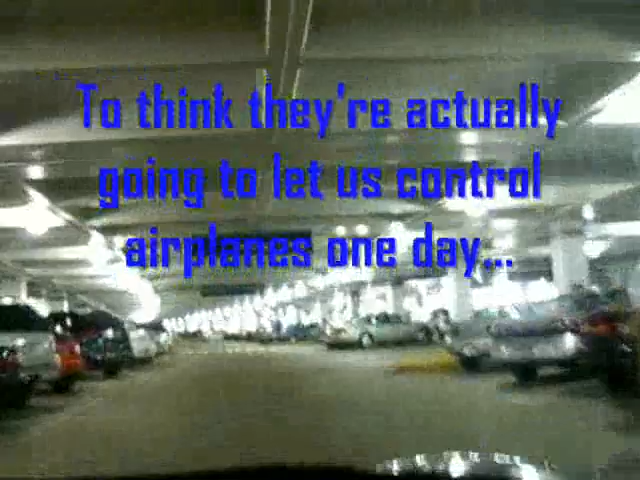 To think they're actually
going to let us control
airplanes one day...